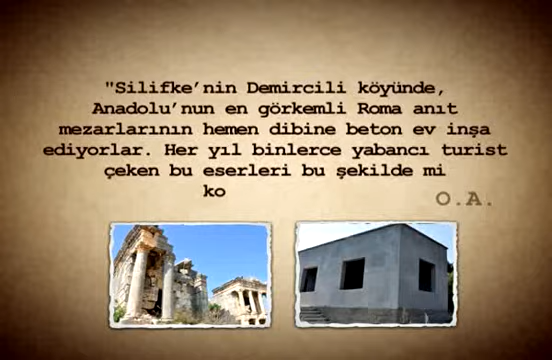 "Silifke’nin Demircili köyünde,
Anadolu’nun en görkemli Roma anıt
mezarlarının hemen dibine beton ev inşa
ediyorlar. Her yıl binlerce yabancı turist
çeken bu eserleri bu şekilde mi
ko
O.A.